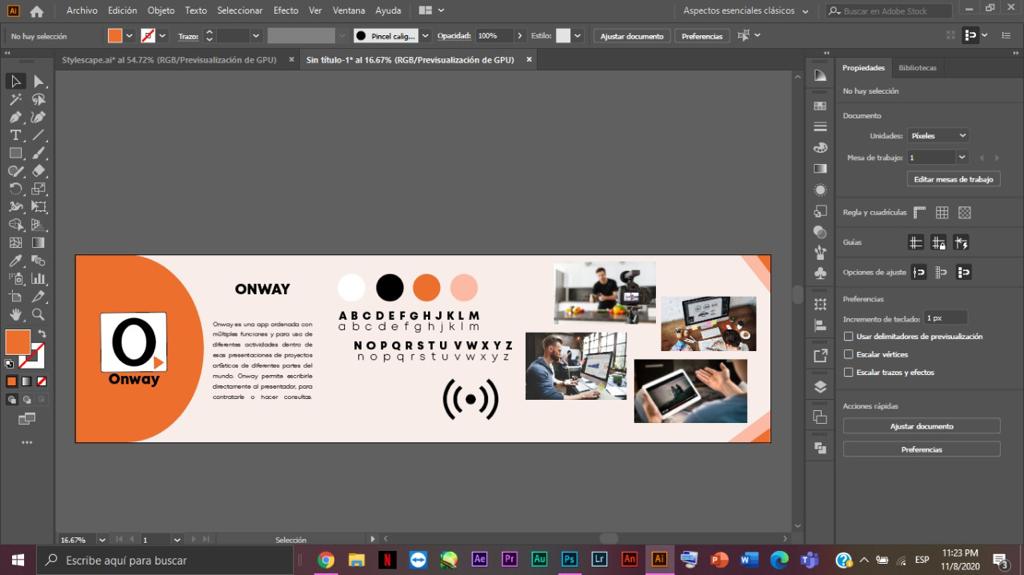 Ai Archivo Edición Objeto Texto Seleccionar Efecto Ver Ventana Ayuda Aspectos esenciales clásicos Buscar en Adobe Stock
No hay selección Trazo: Pincel calig... Opacidad: 100% Estilo: Ajustar documento Preferencias
Stylescape.ai* al 54.72% (RGB/Previsualización de GPU) × Sin título-1* al 16.67% (RGB/Previsualización de GPU) ×
Propiedades Bibliotecas
No hay selección
Documento
Unidades: Píxeles
Mesa de trabajo: 1
Editar mesas de trabajo
Regla y cuadrículas
Guías
Opciones de ajuste
Preferencias
Incremento de teclado: 1 px
Usar delimitadores de previsualización
Escalar vértices
Escalar trazos y efectos
Acciones rápidas
Ajustar documento
Preferencias
O
Onway
ONWAY
Onway es una app ordenada con
múltiples funciones y para uso de
diferentes actividades dentro de
esas presentaciones de proyectos
artísticos de diferentes partes del
mundo. Onway permite escribirle
directamente al presentador, para
contratarle o hacer consultas.
A B C D E F G H I J K L M
a b c d e f g h i j k l m
N O P Q R S T U V W X Y Z
n o p q r s t u v w x y z
16.67% 1 Selección
Escribe aquí para buscar
N Ae Pr Au Ps Lr An Ai P W T
ESP
11:23 PM
11/8/2020
3